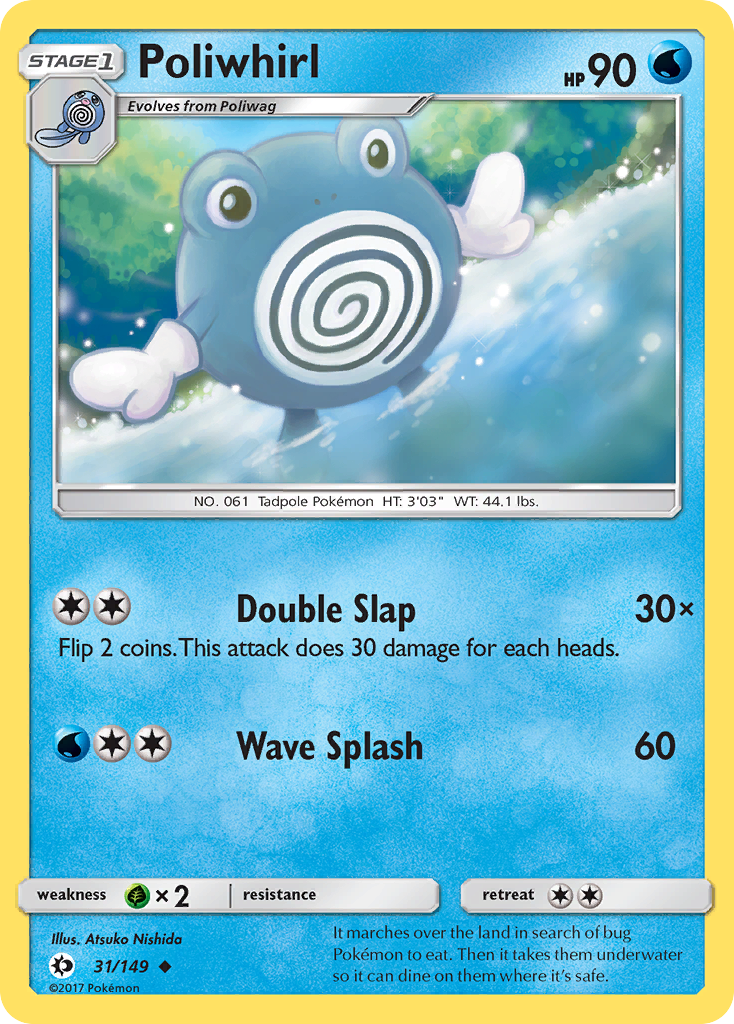 STAGE1
Poliwhirl
HP 90
Evolves from Poliwag
NO. 061 Tadpole Pokémon HT: 3'03" WT: 44.1 lbs.
Double Slap 30×
Flip 2 coins. This attack does 30 damage for each heads.
Wave Splash 60
weakness × 2 resistance retreat
Illus. Atsuko Nishida
31/149
©2017 Pokémon
It marches over the land in search of bug
Pokémon to eat. Then it takes them underwater
so it can dine on them where it's safe.